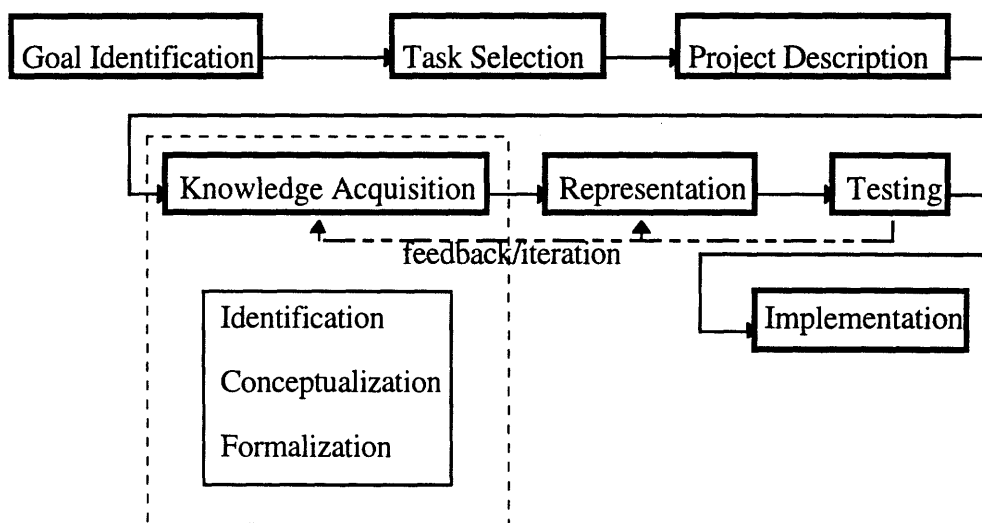 Goal Identification
Task Selection
Project Description
Knowledge Acquisition
Representation
Testing
feedback/iteration
Implementation
Identification
Conceptualization
Formalization